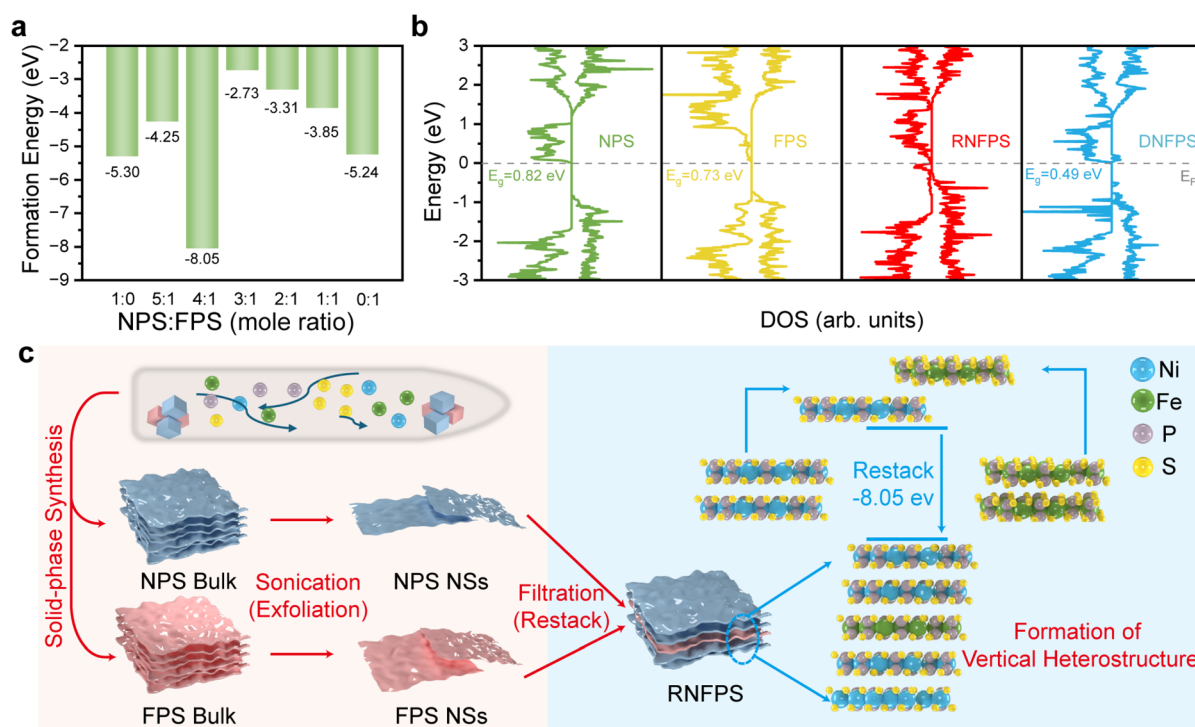 a
Formation Energy (eV)
−2
−3
−4
−5
−6
−7
−8
−9
-5.30
-4.25
-8.05
-2.73
-3.31
-3.85
-5.24
1:0 5:1 4:1 3:1 2:1 1:1 0:1
NPS:FPS (mole ratio)
b
Energy (eV)
3
2
1
0
-1
-2
-3
NPS
Eg=0.82 eV
FPS
Eg=0.73 eV
RNFPS
DNFPS
Eg=0.49 eV
EF
DOS (arb. units)
c
Solid-phase Synthesis
NPS Bulk
Sonication
(Exfoliation)
NPS NSs
FPS Bulk
FPS NSs
Filtration
(Restack)
RNFPS
Restack
-8.05 ev
Ni
Fe
P
S
Formation of
Vertical Heterostructure